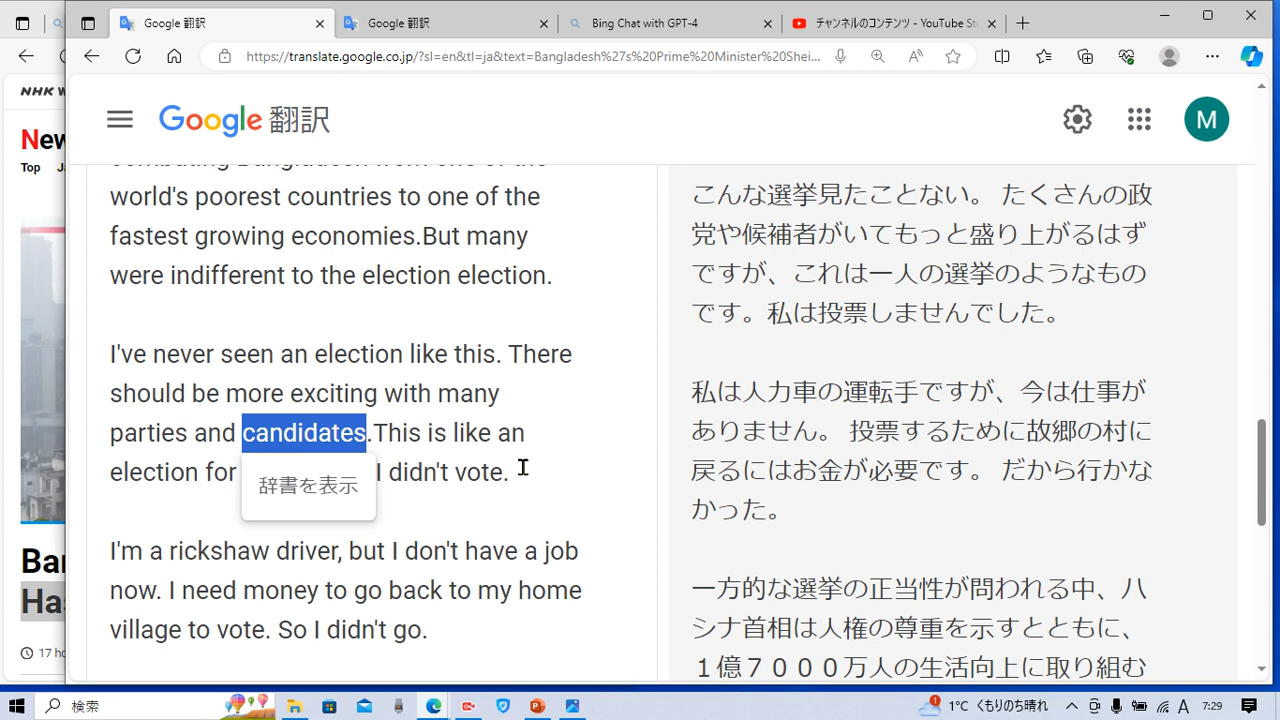 Google 翻訳
Google 翻訳
Bing Chat with GPT-4
チャンネルのコンテンツ - YouTube St
https://translate.google.co.jp/?sl=en&tl=ja&text=Bangladesh%27s%20Prime%20Minister%20Shei...
NHK W
New
Top
Ja
Google 翻訳
M
combating Bangladesh from one of the
world's poorest countries to one of the
fastest growing economies.But many
were indifferent to the election election.
I've never seen an election like this. There
should be more exciting with many
parties and candidates.This is like an
election for
I didn't vote.
辞書を表示
I'm a rickshaw driver, but I don't have a job
now. I need money to go back to my home
village to vote. So I didn't go.
こんな選挙見たことない。 たくさんの政
党や候補者がいてもっと盛り上がるはず
ですが、これは一人の選挙のようなもの
です。私は投票しませんでした。
私は人力車の運転手ですが、今は仕事が
ありません。 投票するために故郷の村に
戻るにはお金が必要です。 だから行かな
かった。
一方的な選挙の正当性が問われる中、ハ
シナ首相は人権の尊重を示すとともに、
１億７０００万人の生活向上に取り組む
Ban
Has
17 ho
検索
1
1°C くもりのち晴れ
A
7:29